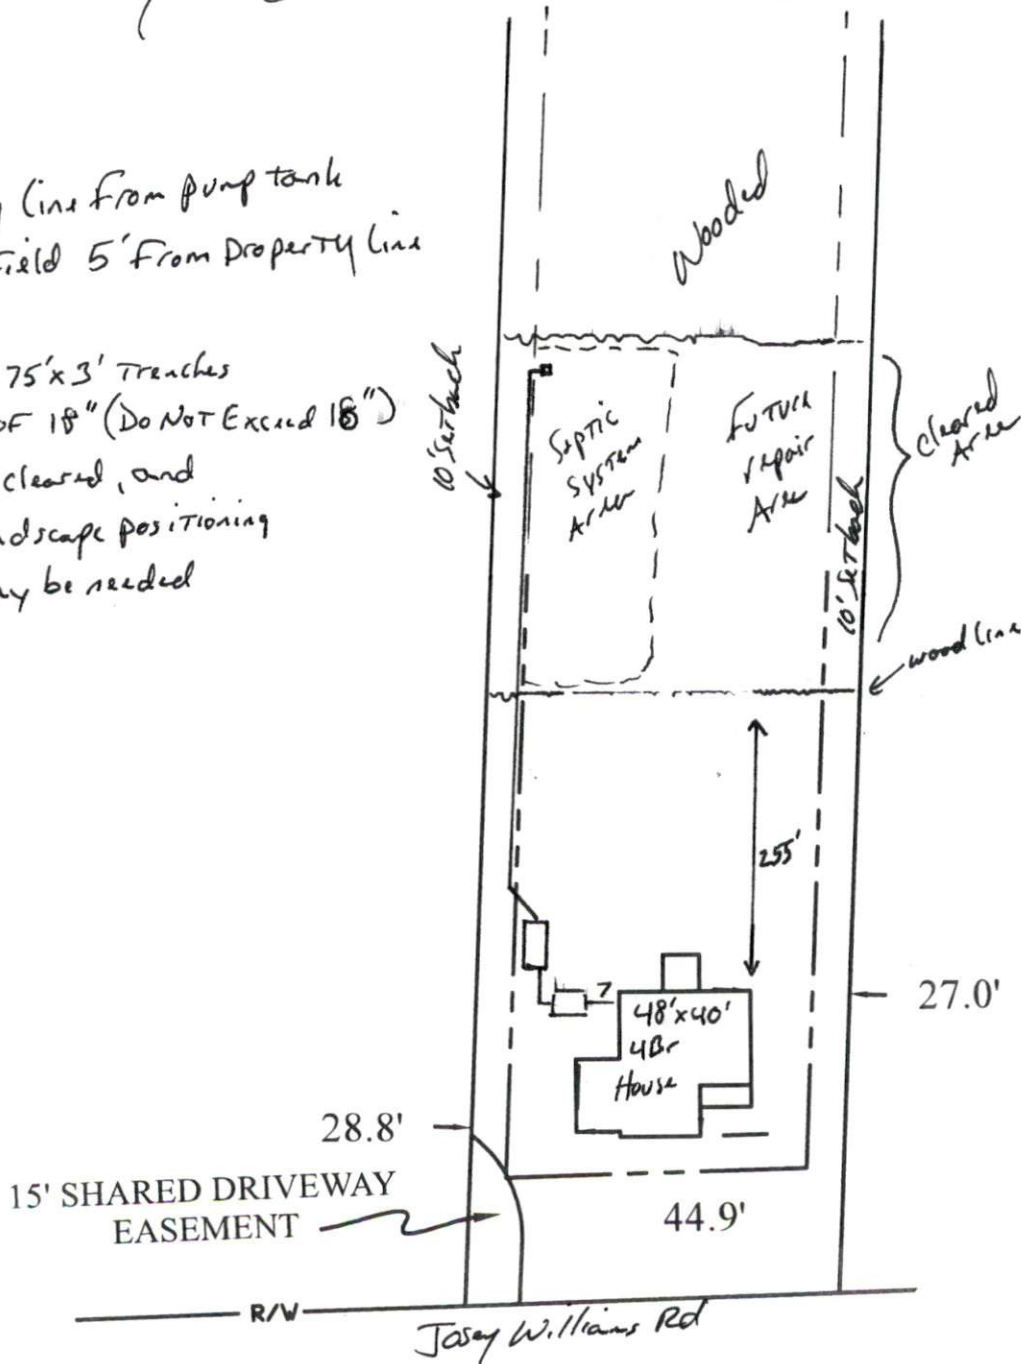 Line From pump tank
Field 5' From Property Line
75'x3' Trenches
OF 18" (Do NOT Exceed 18")
cleared, and
landscape positioning
may be needed
Wooded
10' setback
Septic
System
Area
Future
repair
Area
10' setback
Cleared
Area
wood line
255'
48'x40'
4Br
House
27.0'
28.8'
15' SHARED DRIVEWAY
EASEMENT
44.9'
R/W
Josey Williams Rd